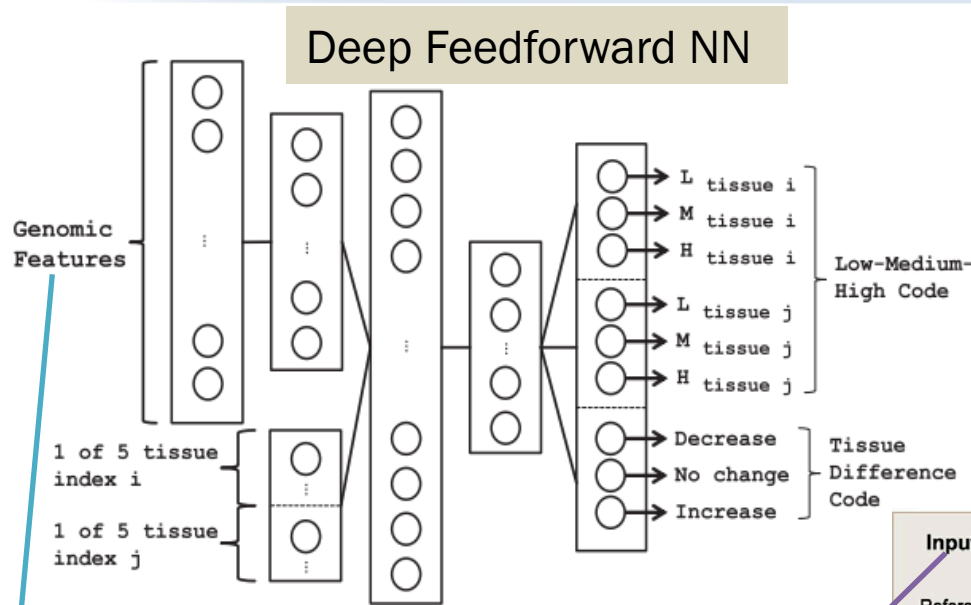 Deep Feedforward NN
Genomic
Features
1 of 5 tissue
index i
1 of 5 tissue
index j
L tissue i
M tissue i
H tissue i
L tissue j
M tissue j
H tissue j
Low-Medium-
High Code
Decrease
No change
Increase
Tissue
Difference
Code
Input